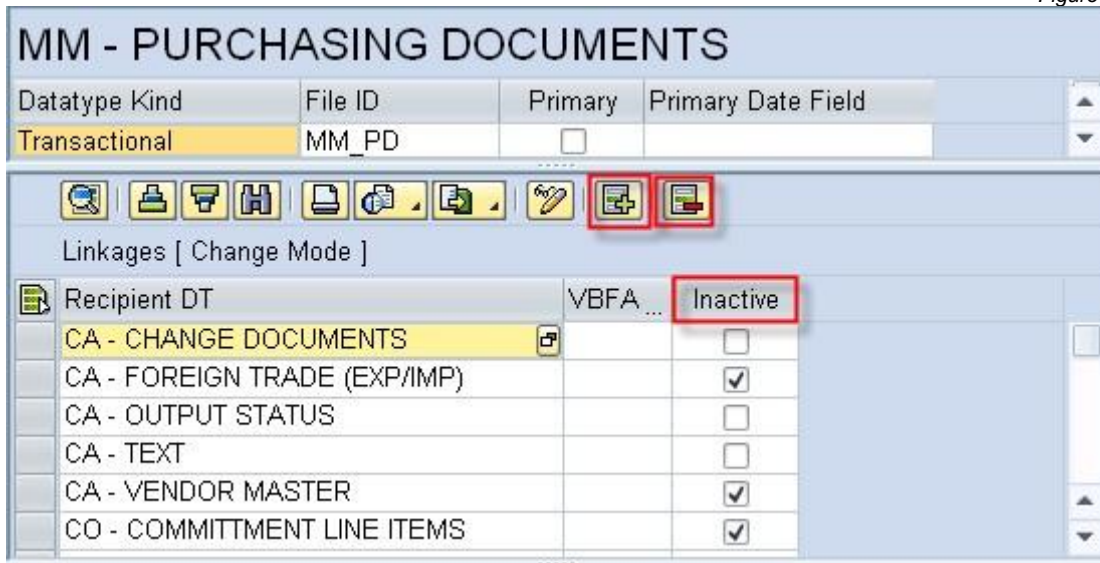 Figure
MM - PURCHASING DOCUMENTS
Datatype Kind File ID Primary Primary Date Field
Transactional MM_PD
Linkages [ Change Mode ]
Recipient DT VBFA ... Inactive
CA - CHANGE DOCUMENTS
CA - FOREIGN TRADE (EXP/IMP)
CA - OUTPUT STATUS
CA - TEXT
CA - VENDOR MASTER
CO - COMMITTMENT LINE ITEMS